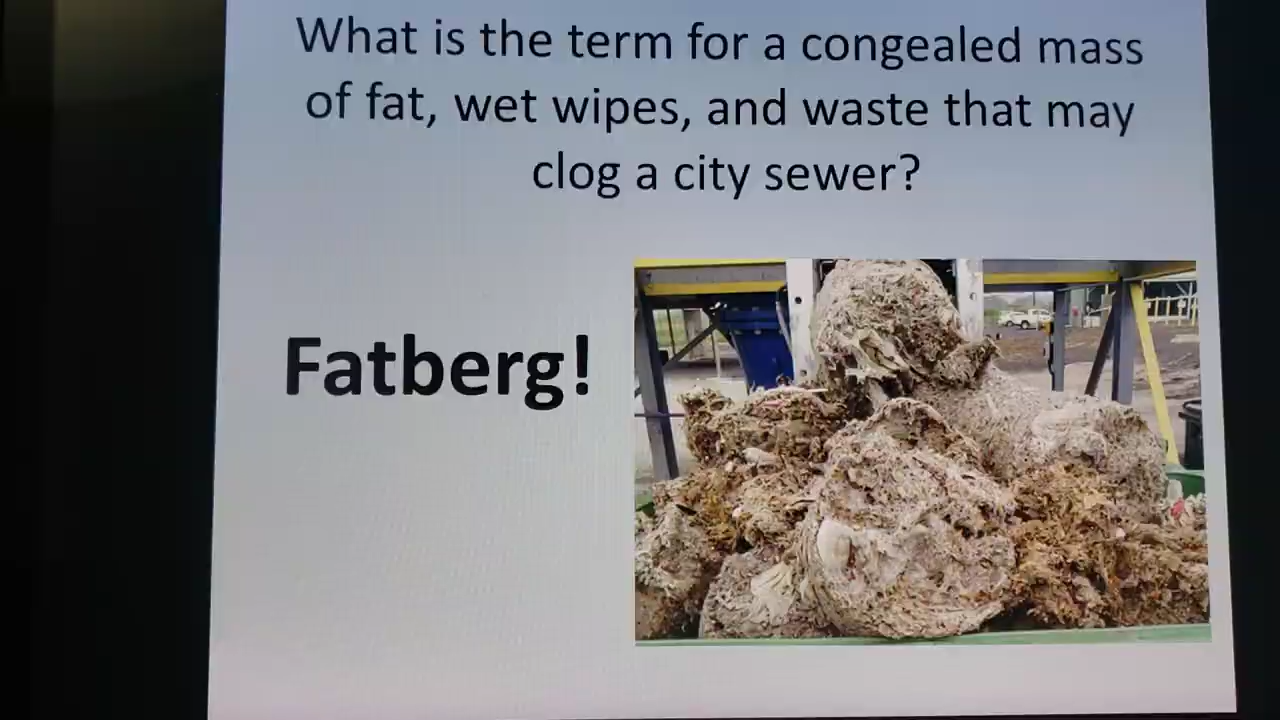 What is the term for a congealed mass
of fat, wet wipes, and waste that may
clog a city sewer?
Fatberg!